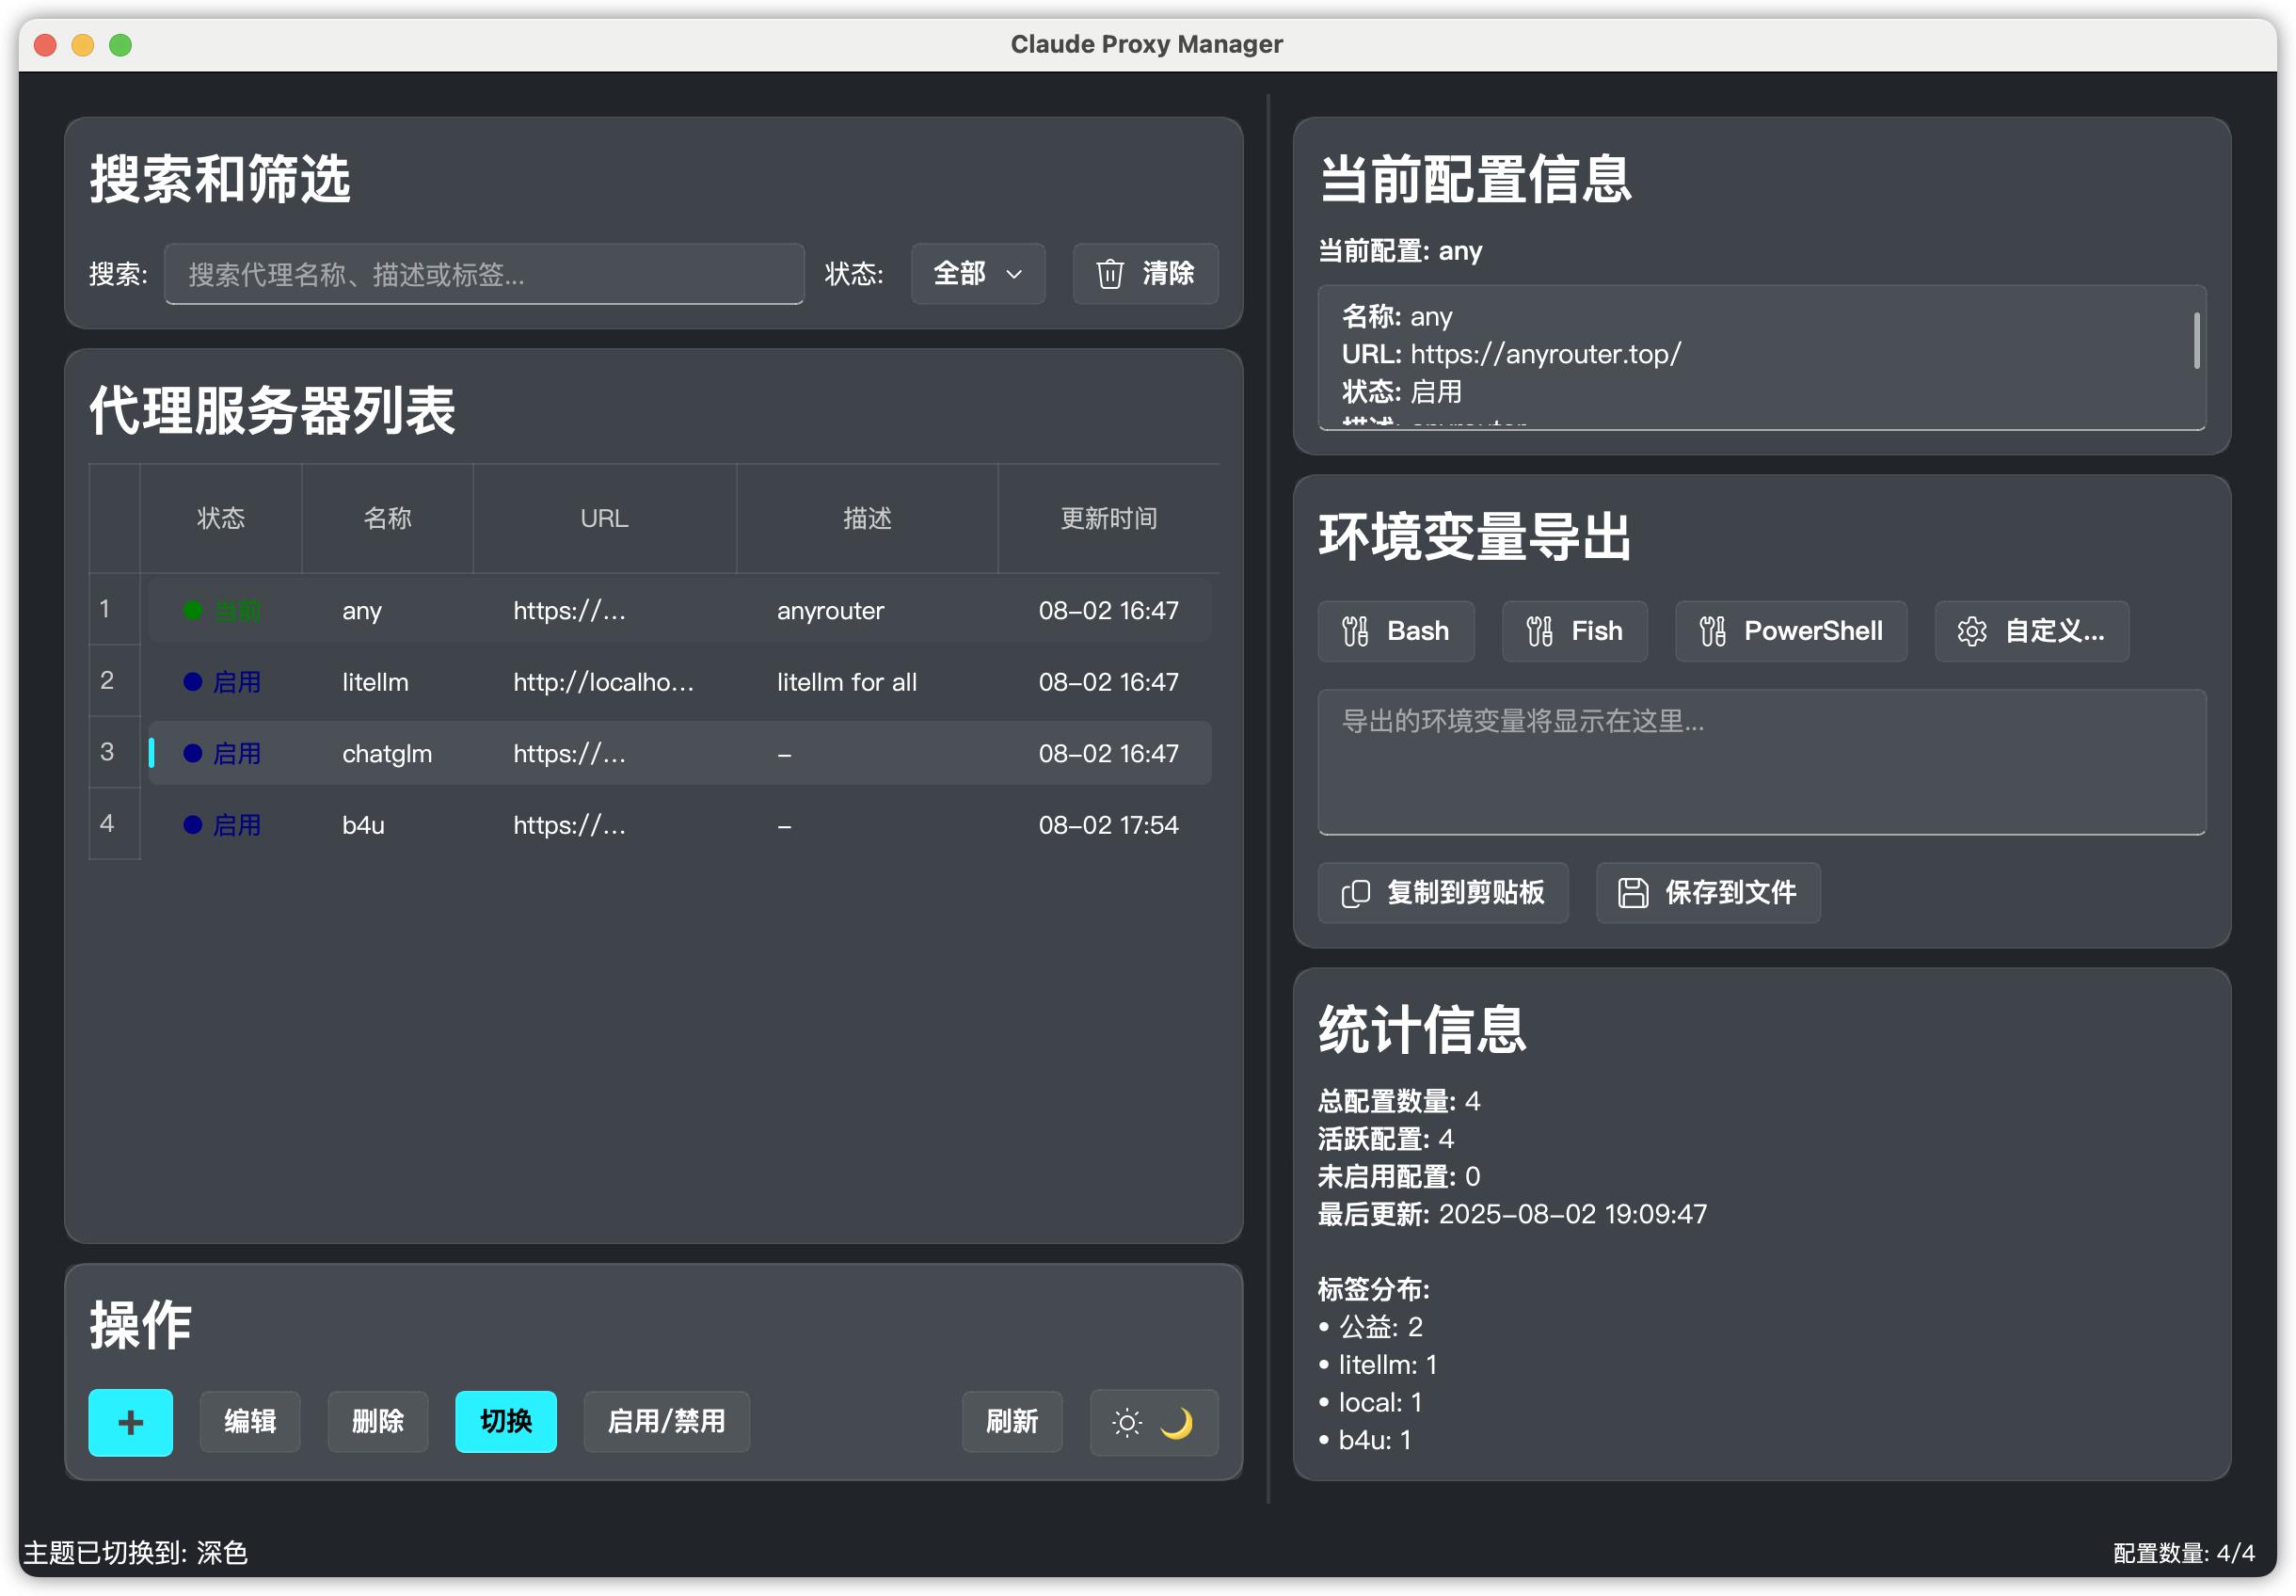 Claude Proxy Manager
搜索和筛选
搜索: 搜索代理名称、描述或标签... 状态: 全部 清除
代理服务器列表
状态 名称 URL 描述 更新时间
1 当前 any https://... anyrouter 08-02 16:47
2 启用 litellm http://localho... litellm for all 08-02 16:47
3 启用 chatglm https://... - 08-02 16:47
4 启用 b4u https://... - 08-02 17:54
操作
+ 编辑 删除 切换 启用/禁用 刷新
当前配置信息
当前配置: any
名称: any
URL: https://anyrouter.top/
状态: 启用
描述: anyrouter
环境变量导出
Bash Fish PowerShell 自定义...
导出的环境变量将显示在这里...
复制到剪贴板 保存到文件
统计信息
总配置数量: 4
活跃配置: 4
未启用配置: 0
最后更新: 2025-08-02 19:09:47
标签分布:
• 公益: 2
• litellm: 1
• local: 1
• b4u: 1
主题已切换到: 深色
配置数量: 4/4